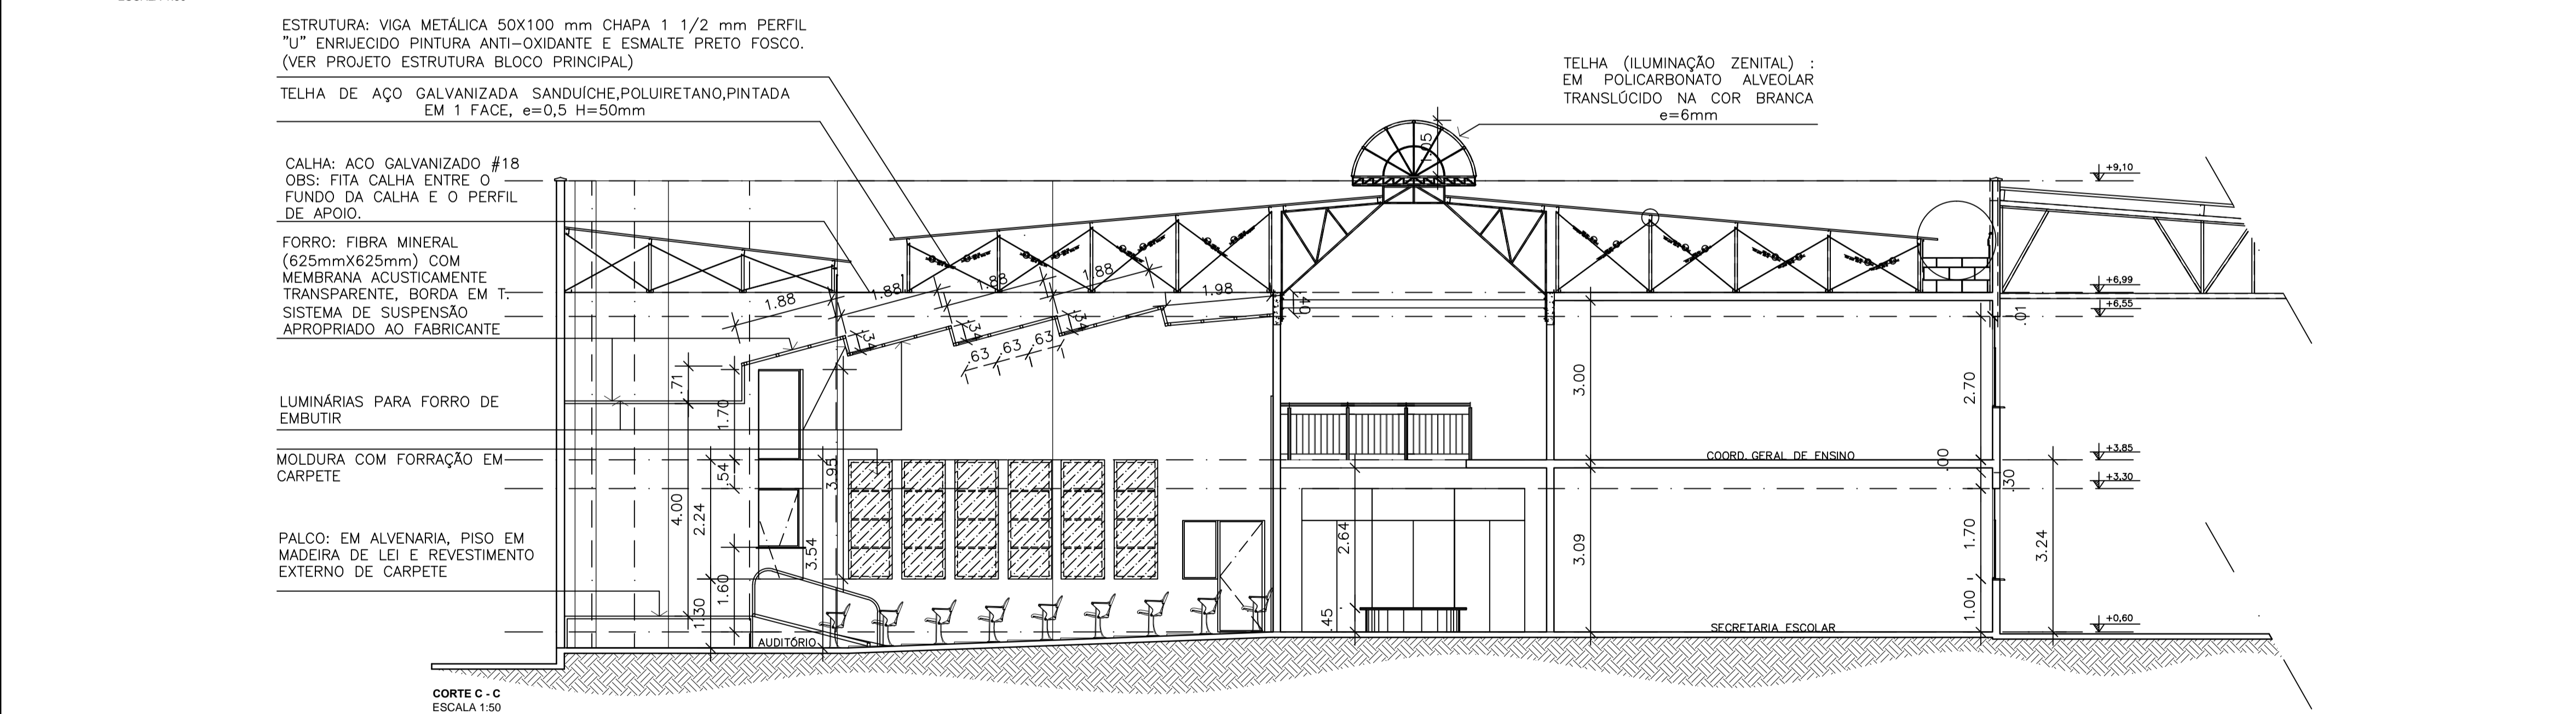 ESTRUTURA: VIGA METÁLICA 50X100 mm CHAPA 1 1/2 mm PERFIL
"U" ENRIJECIDO PINTURA ANTI-OXIDANTE E ESMALTE PRETO FOSCO.
(VER PROJETO ESTRUTURA BLOCO PRINCIPAL)
TELHA DE AÇO GALVANIZADA SANDUÍCHE,POLUIRETANO,PINTADA
EM 1 FACE, e=0,5 H=50mm
TELHA (ILUMINAÇÃO ZENITAL) :
EM POLICARBONATO ALVEOLAR
TRANSLÚCIDO NA COR BRANCA
e=6mm
CALHA: ACO GALVANIZADO #18
OBS: FITA CALHA ENTRE O
FUNDO DA CALHA E O PERFIL
DE APOIO.
FORRO: FIBRA MINERAL
(625mmX625mm) COM
MEMBRANA ACUSTICAMENTE
TRANSPARENTE, BORDA EM T.
SISTEMA DE SUSPENSÃO
APROPRIADO AO FABRICANTE
LUMINÁRIAS PARA FORRO DE
EMBUTIR
MOLDURA COM FORRAÇÃO EM
CARPETE
PALCO: EM ALVENARIA, PISO EM
MADEIRA DE LEI E REVESTIMENTO
EXTERNO DE CARPETE
1.88
1.88
1.88
1.88
1.98
.34
.34
.34
.63
.63
.63
.40
.71
1.70
.54
4.00
2.24
1.30
1.60
3.95
3.54
AUDITÓRIO
2.64
.45
3.00
3.09
COORD. GERAL DE ENSINO
SECRETARIA ESCOLAR
2.70
1.70
1.00
.01
.00
.30
3.24
+9,10
+6,99
+6,55
+3,85
+3,30
+0,60
CORTE C - C
ESCALA 1:50